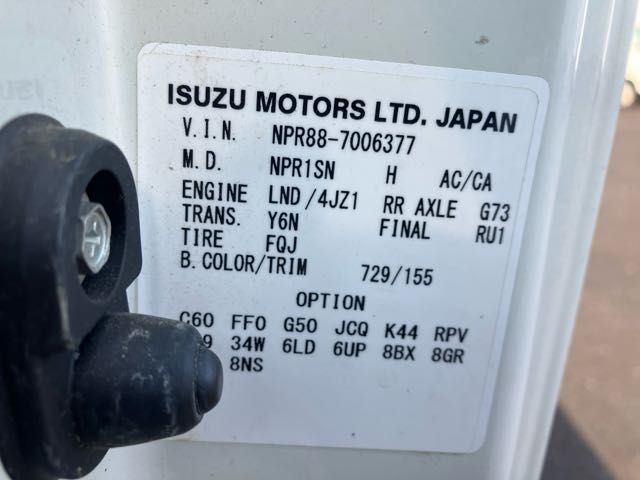 ISUZU MOTORS LTD. JAPAN
V.I.N. NPR88-7006377
M.D. NPR1SN H AC/CA
ENGINE LND/4JZ1 RR AXLE G73
TRANS. Y6N FINAL RU1
TIRE FQJ
B.COLOR/TRIM 729/155
OPTION
C60 FF0 G50 JCQ K44 RPV
34W 6LD 6UP 8BX 8GR
8NS